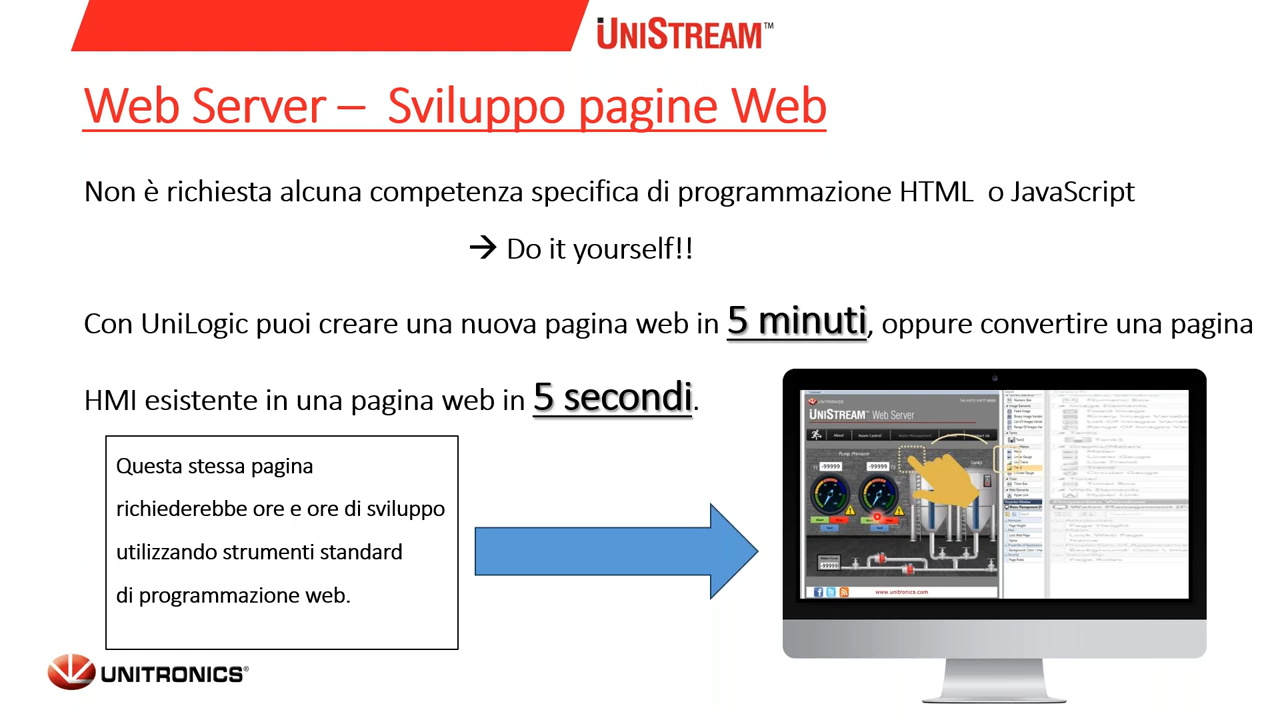 UNISTREAM™
Web Server – Sviluppo pagine Web
Non è richiesta alcuna competenza specifica di programmazione HTML o JavaScript
→ Do it yourself!!
Con UniLogic puoi creare una nuova pagina web in 5 minuti, oppure convertire una pagina
HMI esistente in una pagina web in 5 secondi.
Questa stessa pagina
richiederebbe ore e ore di sviluppo
utilizzando strumenti standard
di programmazione web.
UNITRONICS
UNISTREAM™ Web Server
About
Pump Pressure
-99999
-99999
-99999
www.unitronics.com
UNITRONICS®